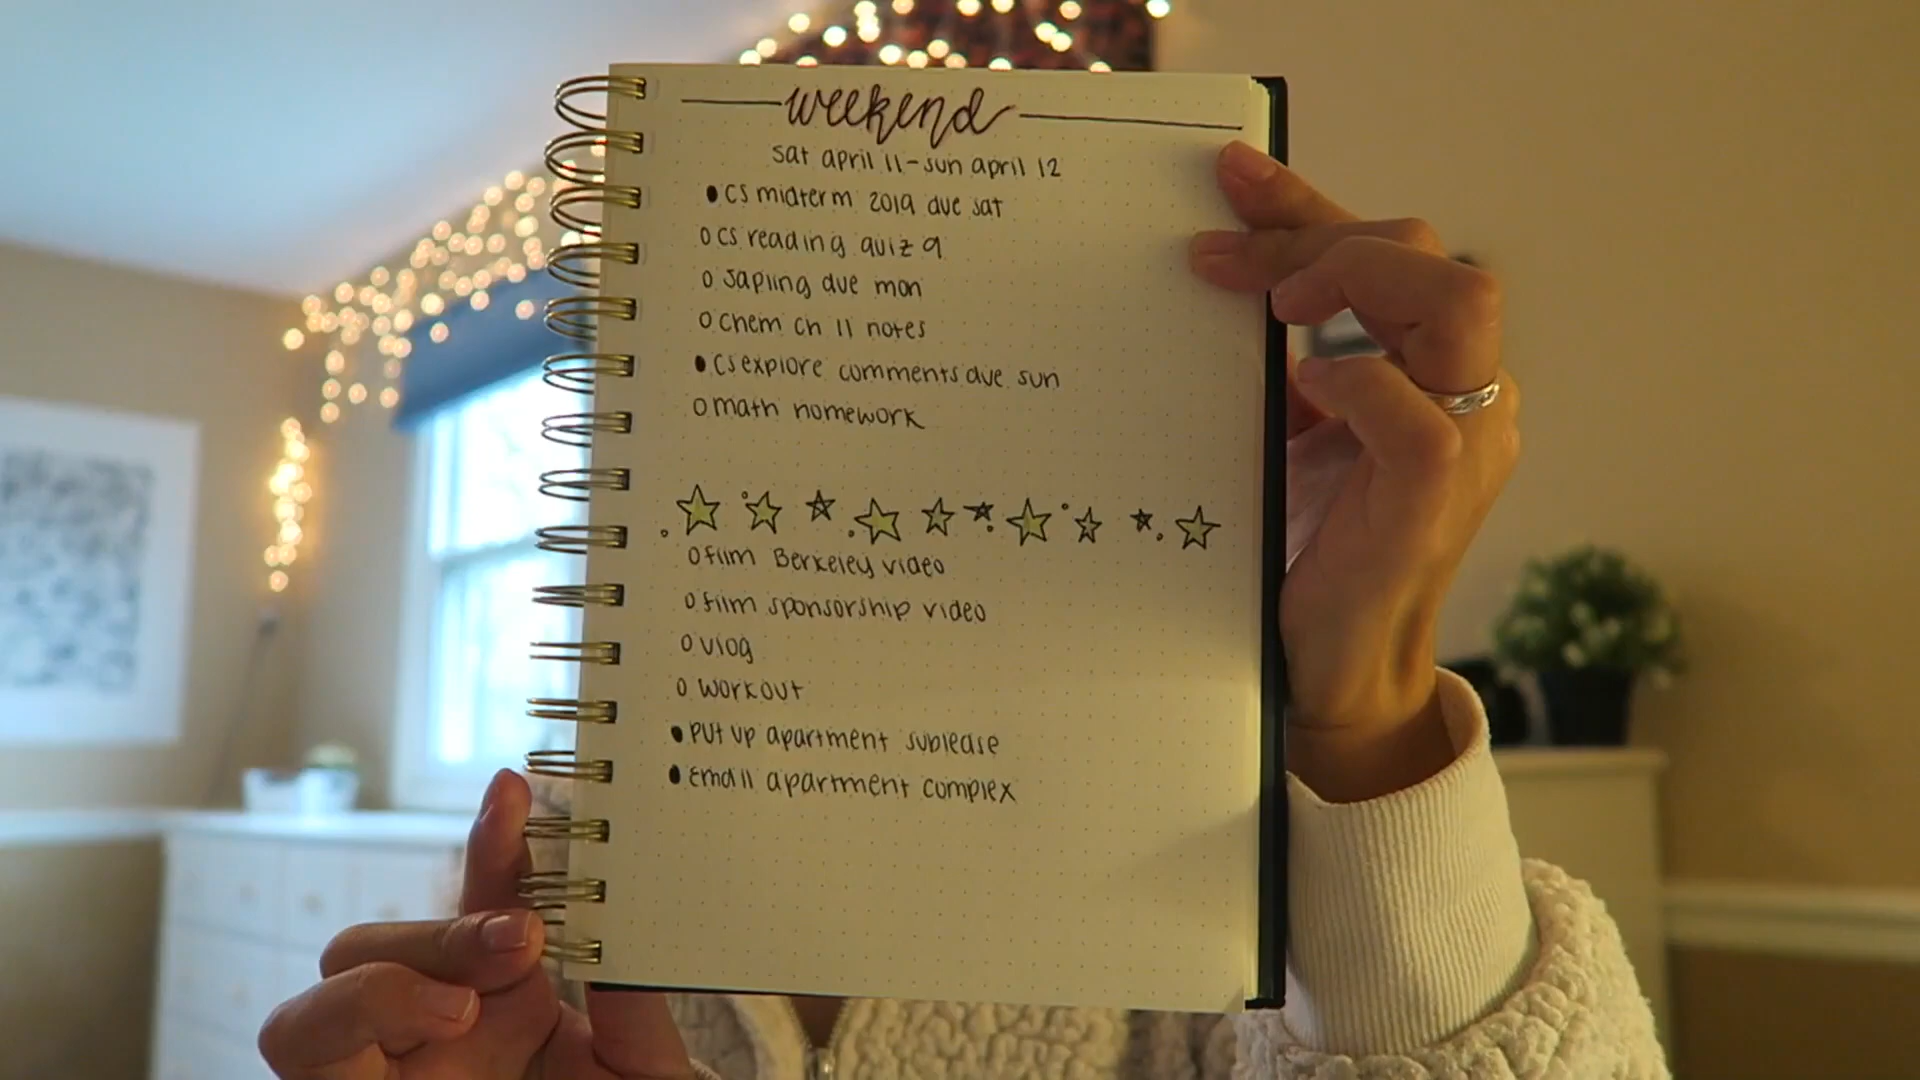 weekend
sat april 11-sun april 12
• CS midterm 2019 due sat
o CS reading quiz 9
o Sapling due mon
o Chem ch 11 notes
• CS explore comments due sun
o math homework
o film Berkeley video
o film sponsorship video
o vlog
o workout
• put up apartment sublease
• Email apartment complex